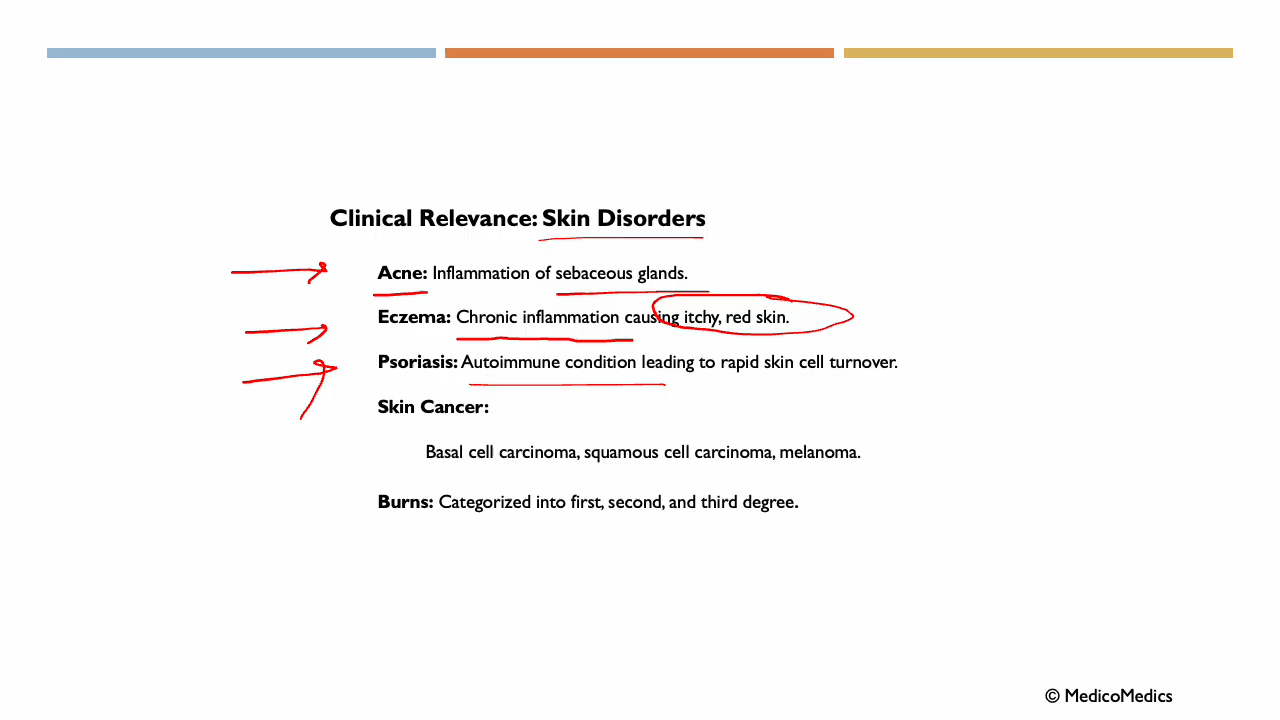 Clinical Relevance: Skin Disorders
Acne: Inflammation of sebaceous glands.
Eczema: Chronic inflammation causing itchy, red skin.
Psoriasis: Autoimmune condition leading to rapid skin cell turnover.
Skin Cancer:
Basal cell carcinoma, squamous cell carcinoma, melanoma.
Burns: Categorized into first, second, and third degree.
© MedicoMedics